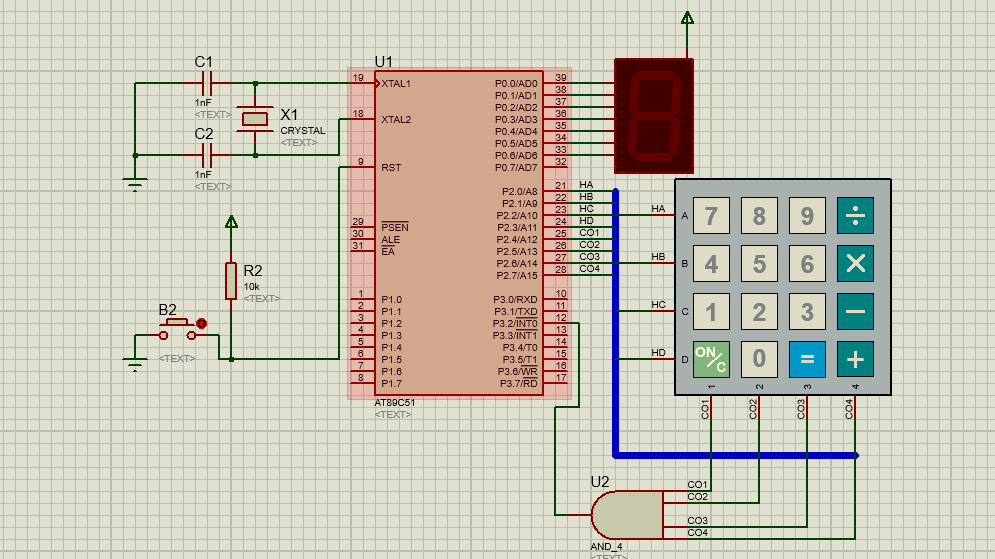 C1
1nF
<TEXT>
X1
CRYSTAL
<TEXT>
C2
1nF
<TEXT>
R2
10k
<TEXT>
B2
<TEXT>
U1
19 XTAL1
18 XTAL2
9 RST
29 PSEN
30 ALE
31 EA
1 P1.0
2 P1.1
3 P1.2
4 P1.3
5 P1.4
6 P1.5
7 P1.6
8 P1.7
P0.0/AD0 39
P0.1/AD1 38
P0.2/AD2 37
P0.3/AD3 36
P0.4/AD4 35
P0.5/AD5 34
P0.6/AD6 33
P0.7/AD7 32
P2.0/A8 21 HA
P2.1/A9 22 HB
P2.2/A10 23 HC
P2.3/A11 24 HD
P2.4/A12 25 CO1
P2.5/A13 26 CO2
P2.6/A14 27 CO3
P2.7/A15 28 CO4
P3.0/RXD 10
P3.1/TXD 11
P3.2/INT0 12
P3.3/INT1 13
P3.4/T0 14
P3.5/T1 15
P3.6/WR 16
P3.7/RD 17
AT89C51
<TEXT>
HA A 7 8 9 ÷
HB B 4 5 6 ×
HC C 1 2 3 −
HD D ON/C 0 = +
1 2 3 4
CO1 CO2 CO3 CO4
U2
CO1
CO2
CO3
CO4
AND_4
<TEXT>